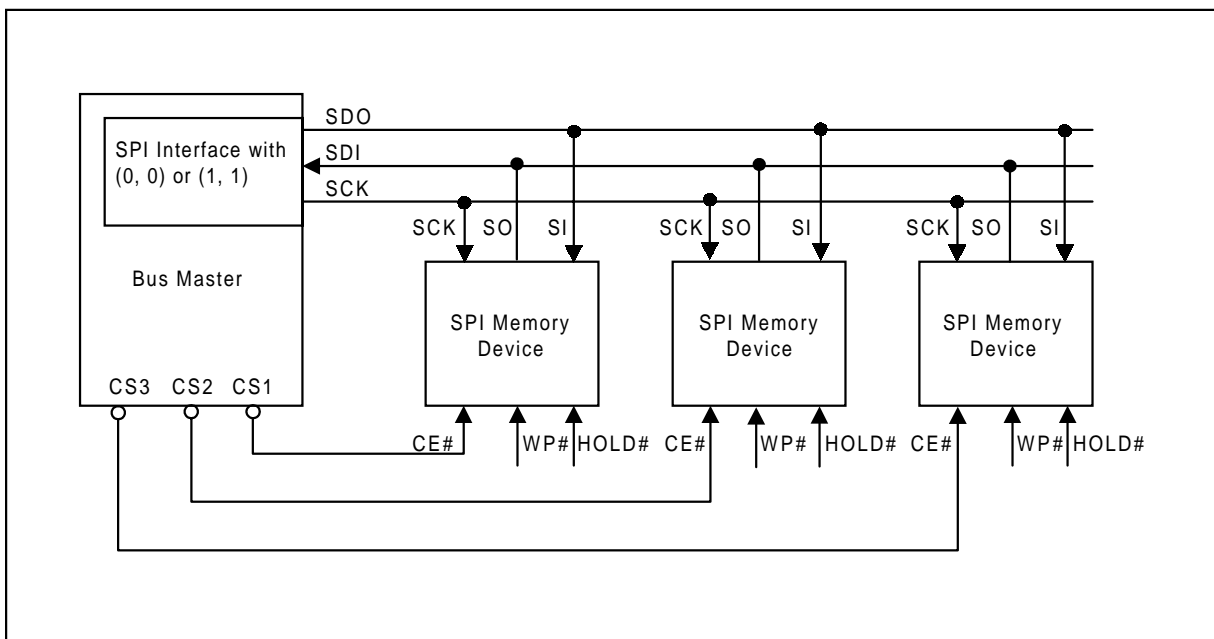 SDO
SPI Interface with
(0, 0) or (1, 1)
SDI
SCK
SCK SO SI SCK SO SI SCK SO SI
Bus Master
SPI Memory
Device
SPI Memory
Device
SPI Memory
Device
CS3 CS2 CS1
CE# WP# HOLD# CE# WP# HOLD# CE# WP# HOLD#